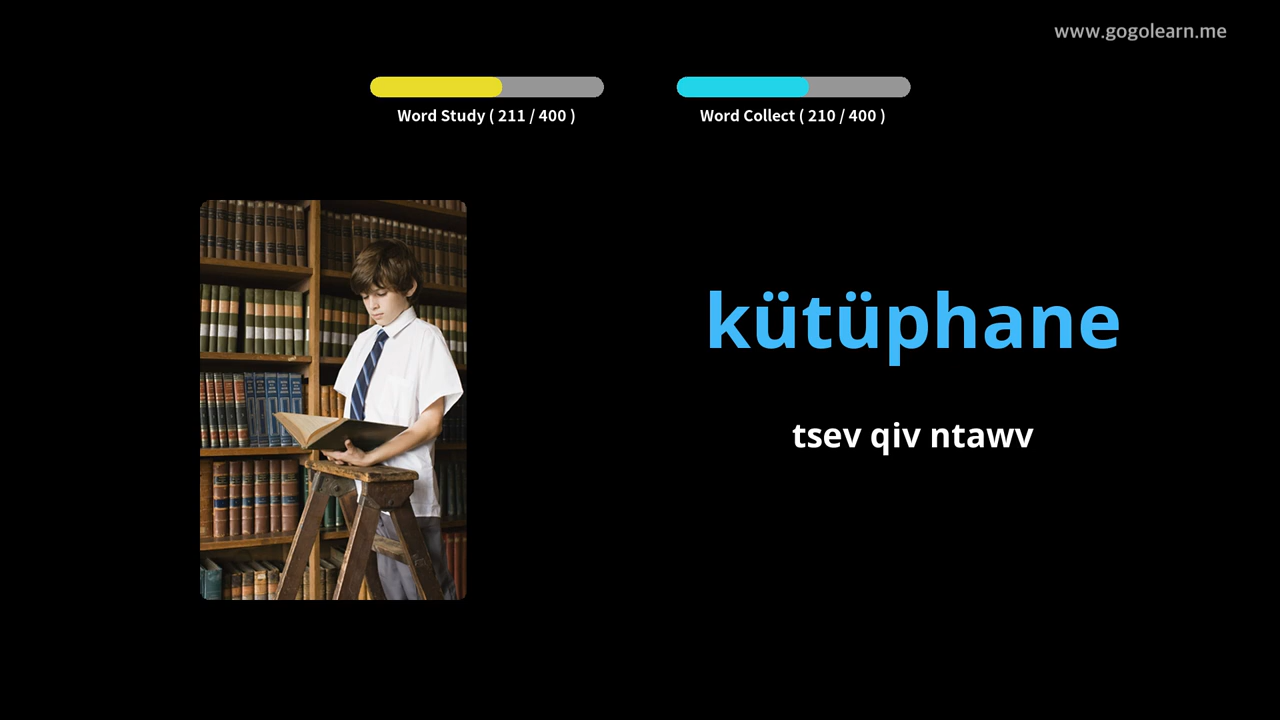 www.gogolearn.me
Word Study ( 211 / 400 )
Word Collect ( 210 / 400 )
kütüphane
tsev qiv ntawv